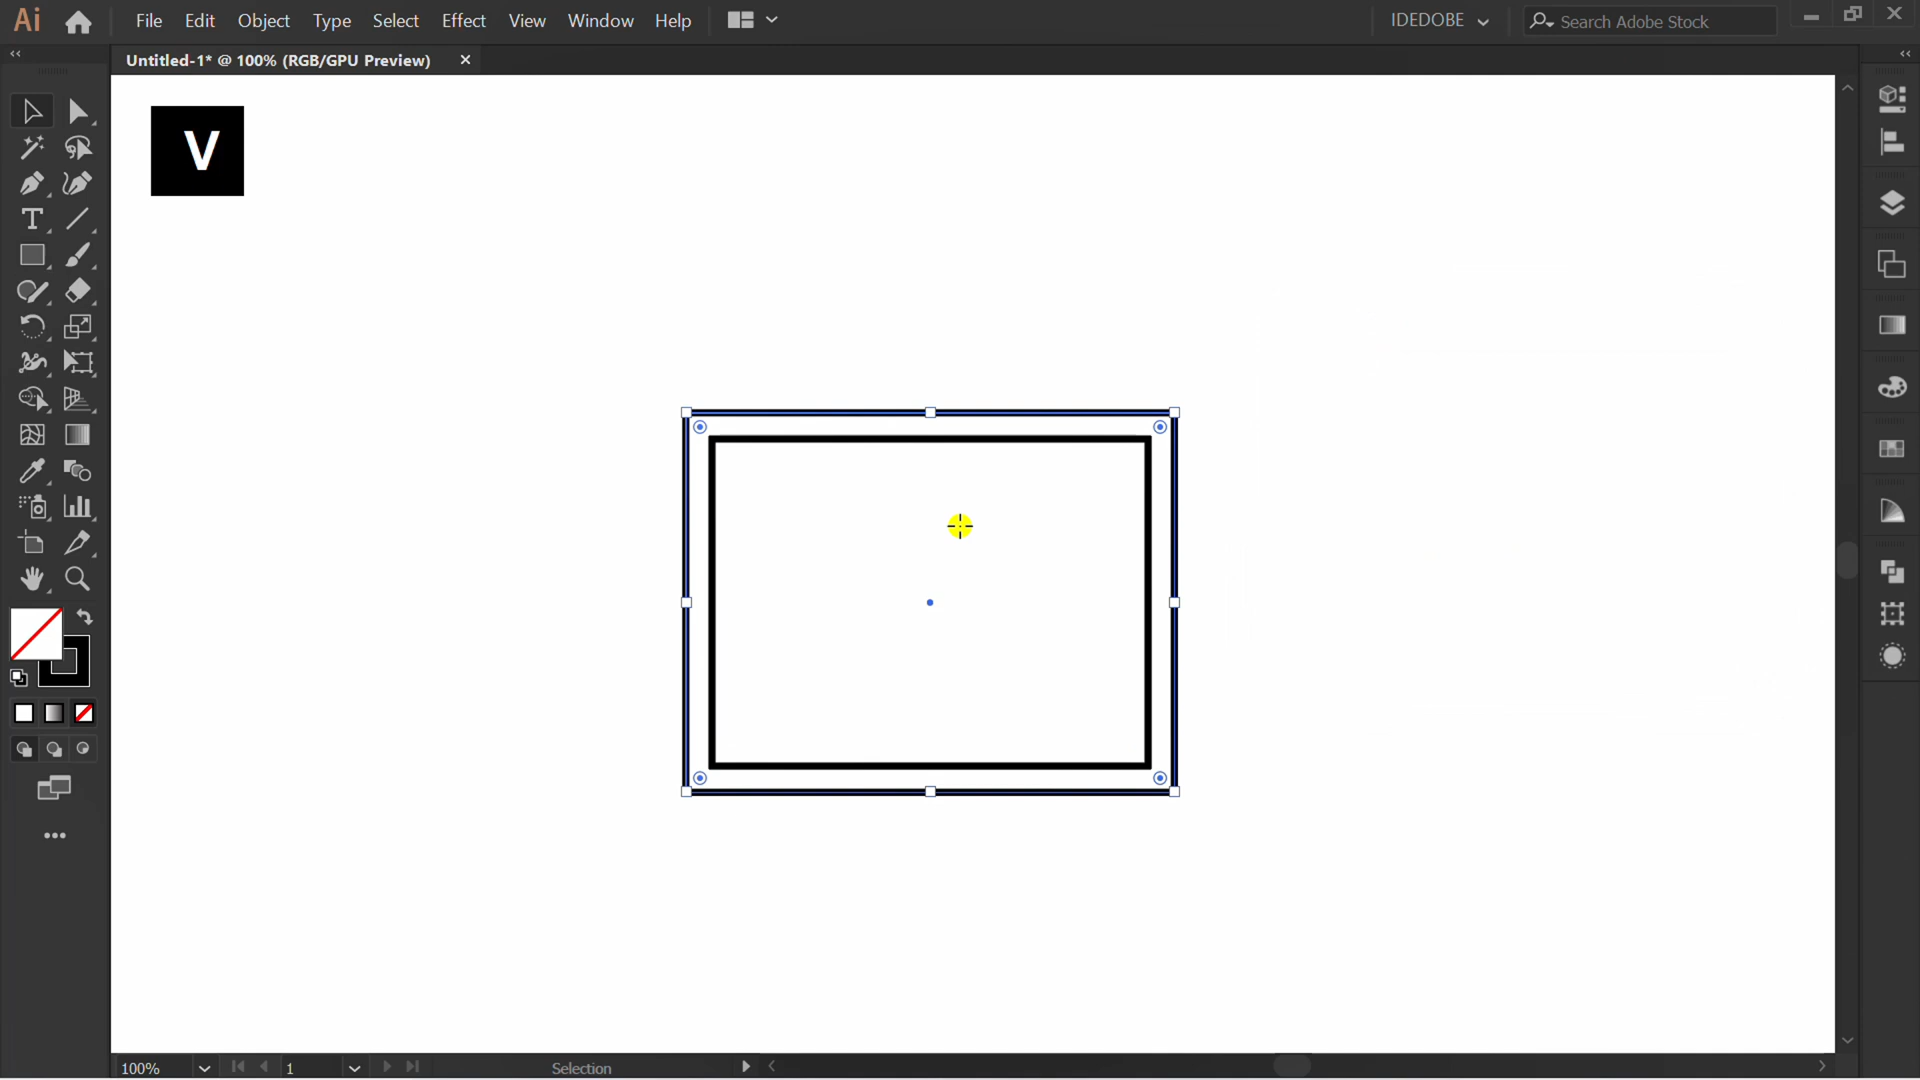 Ai File Edit Object Type Select Effect View Window Help IDEDOBE Search Adobe Stock
Untitled-1* @ 100% (RGB/GPU Preview)
V
100% 1 Selection